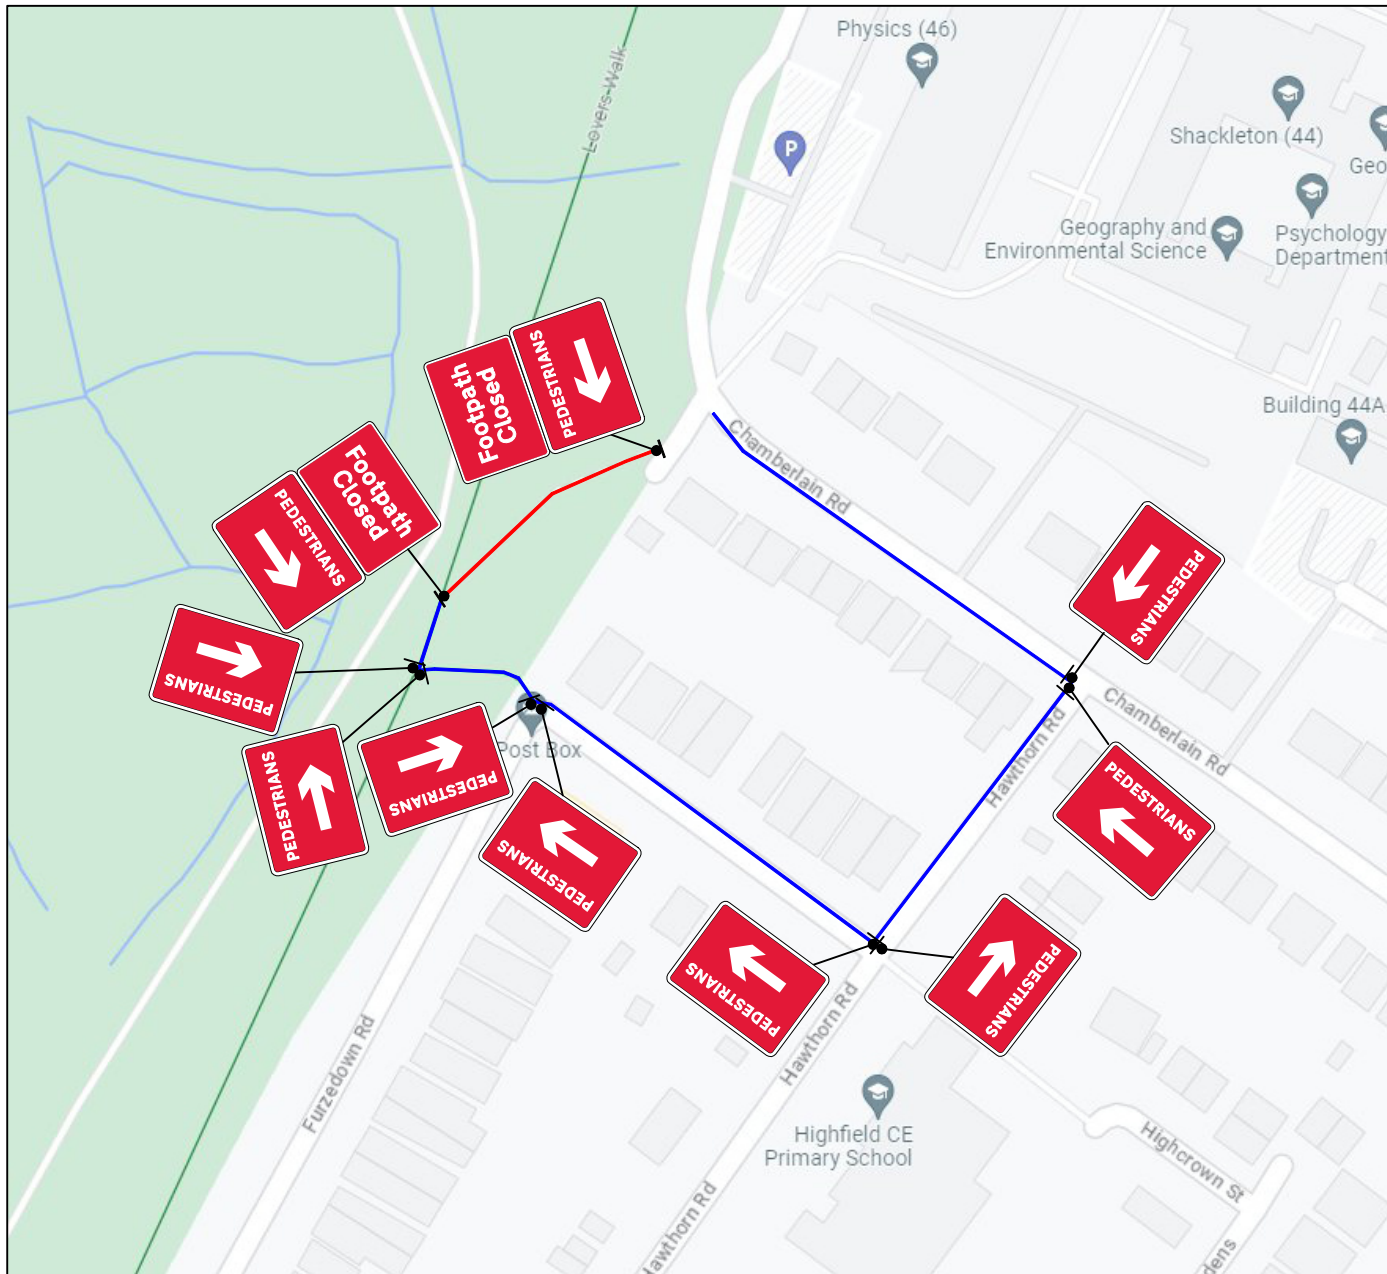 Physics (46)
Lovers Walk
P
Shackleton (44)
Geo
Geography and
Environmental Science
Psychology
Department
Building 44A
Footpath
Closed
PEDESTRIANS
Footpath
Closed
PEDESTRIANS
Chamberlain Rd
PEDESTRIANS
PEDESTRIANS
PEDESTRIANS
PEDESTRIANS
Post Box
Hawthorn Rd
Chamberlain Rd
PEDESTRIANS
PEDESTRIANS
PEDESTRIANS
PEDESTRIANS
Furzedown Rd
Hawthorn Rd
Highfield CE
Primary School
Highcrown St
Hawthorn Rd
dens